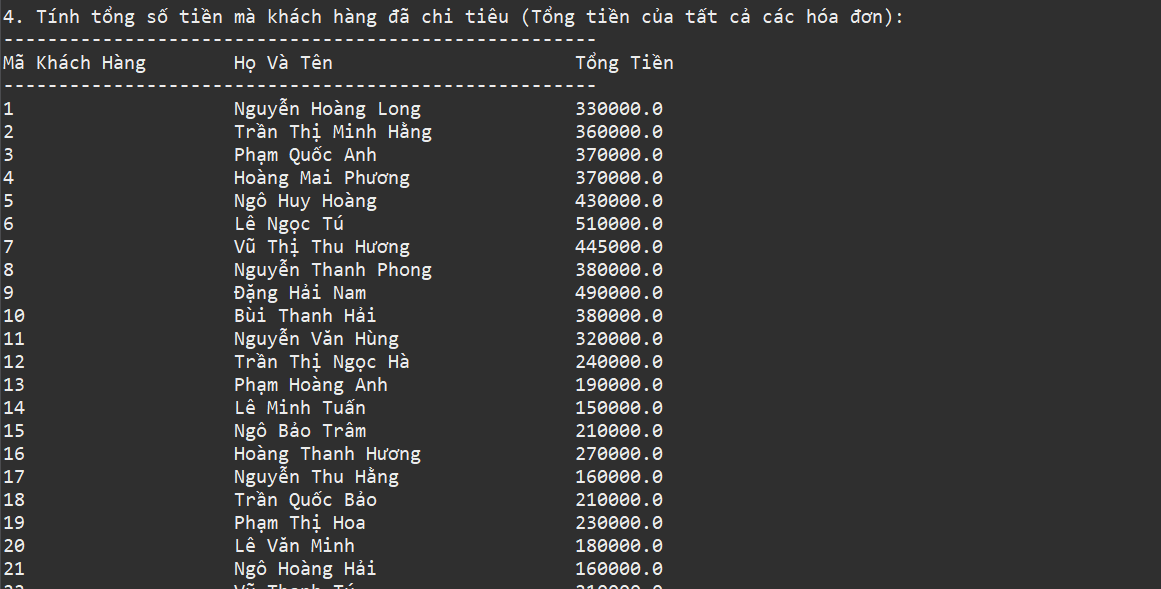 4. Tính tổng số tiền mà khách hàng đã chi tiêu (Tổng tiền của tất cả các hóa đơn):
------------------------------------------------------
Mã Khách Hàng Họ Và Tên Tổng Tiền
------------------------------------------------------
1 Nguyễn Hoàng Long 330000.0
2 Trần Thị Minh Hằng 360000.0
3 Phạm Quốc Anh 370000.0
4 Hoàng Mai Phương 370000.0
5 Ngô Huy Hoàng 430000.0
6 Lê Ngọc Tú 510000.0
7 Vũ Thị Thu Hương 445000.0
8 Nguyễn Thanh Phong 380000.0
9 Đặng Hải Nam 490000.0
10 Bùi Thanh Hải 380000.0
11 Nguyễn Văn Hùng 320000.0
12 Trần Thị Ngọc Hà 240000.0
13 Phạm Hoàng Anh 190000.0
14 Lê Minh Tuấn 150000.0
15 Ngô Bảo Trâm 210000.0
16 Hoàng Thanh Hương 270000.0
17 Nguyễn Thu Hằng 160000.0
18 Trần Quốc Bảo 210000.0
19 Phạm Thị Hoa 230000.0
20 Lê Văn Minh 180000.0
21 Ngô Hoàng Hải 160000.0